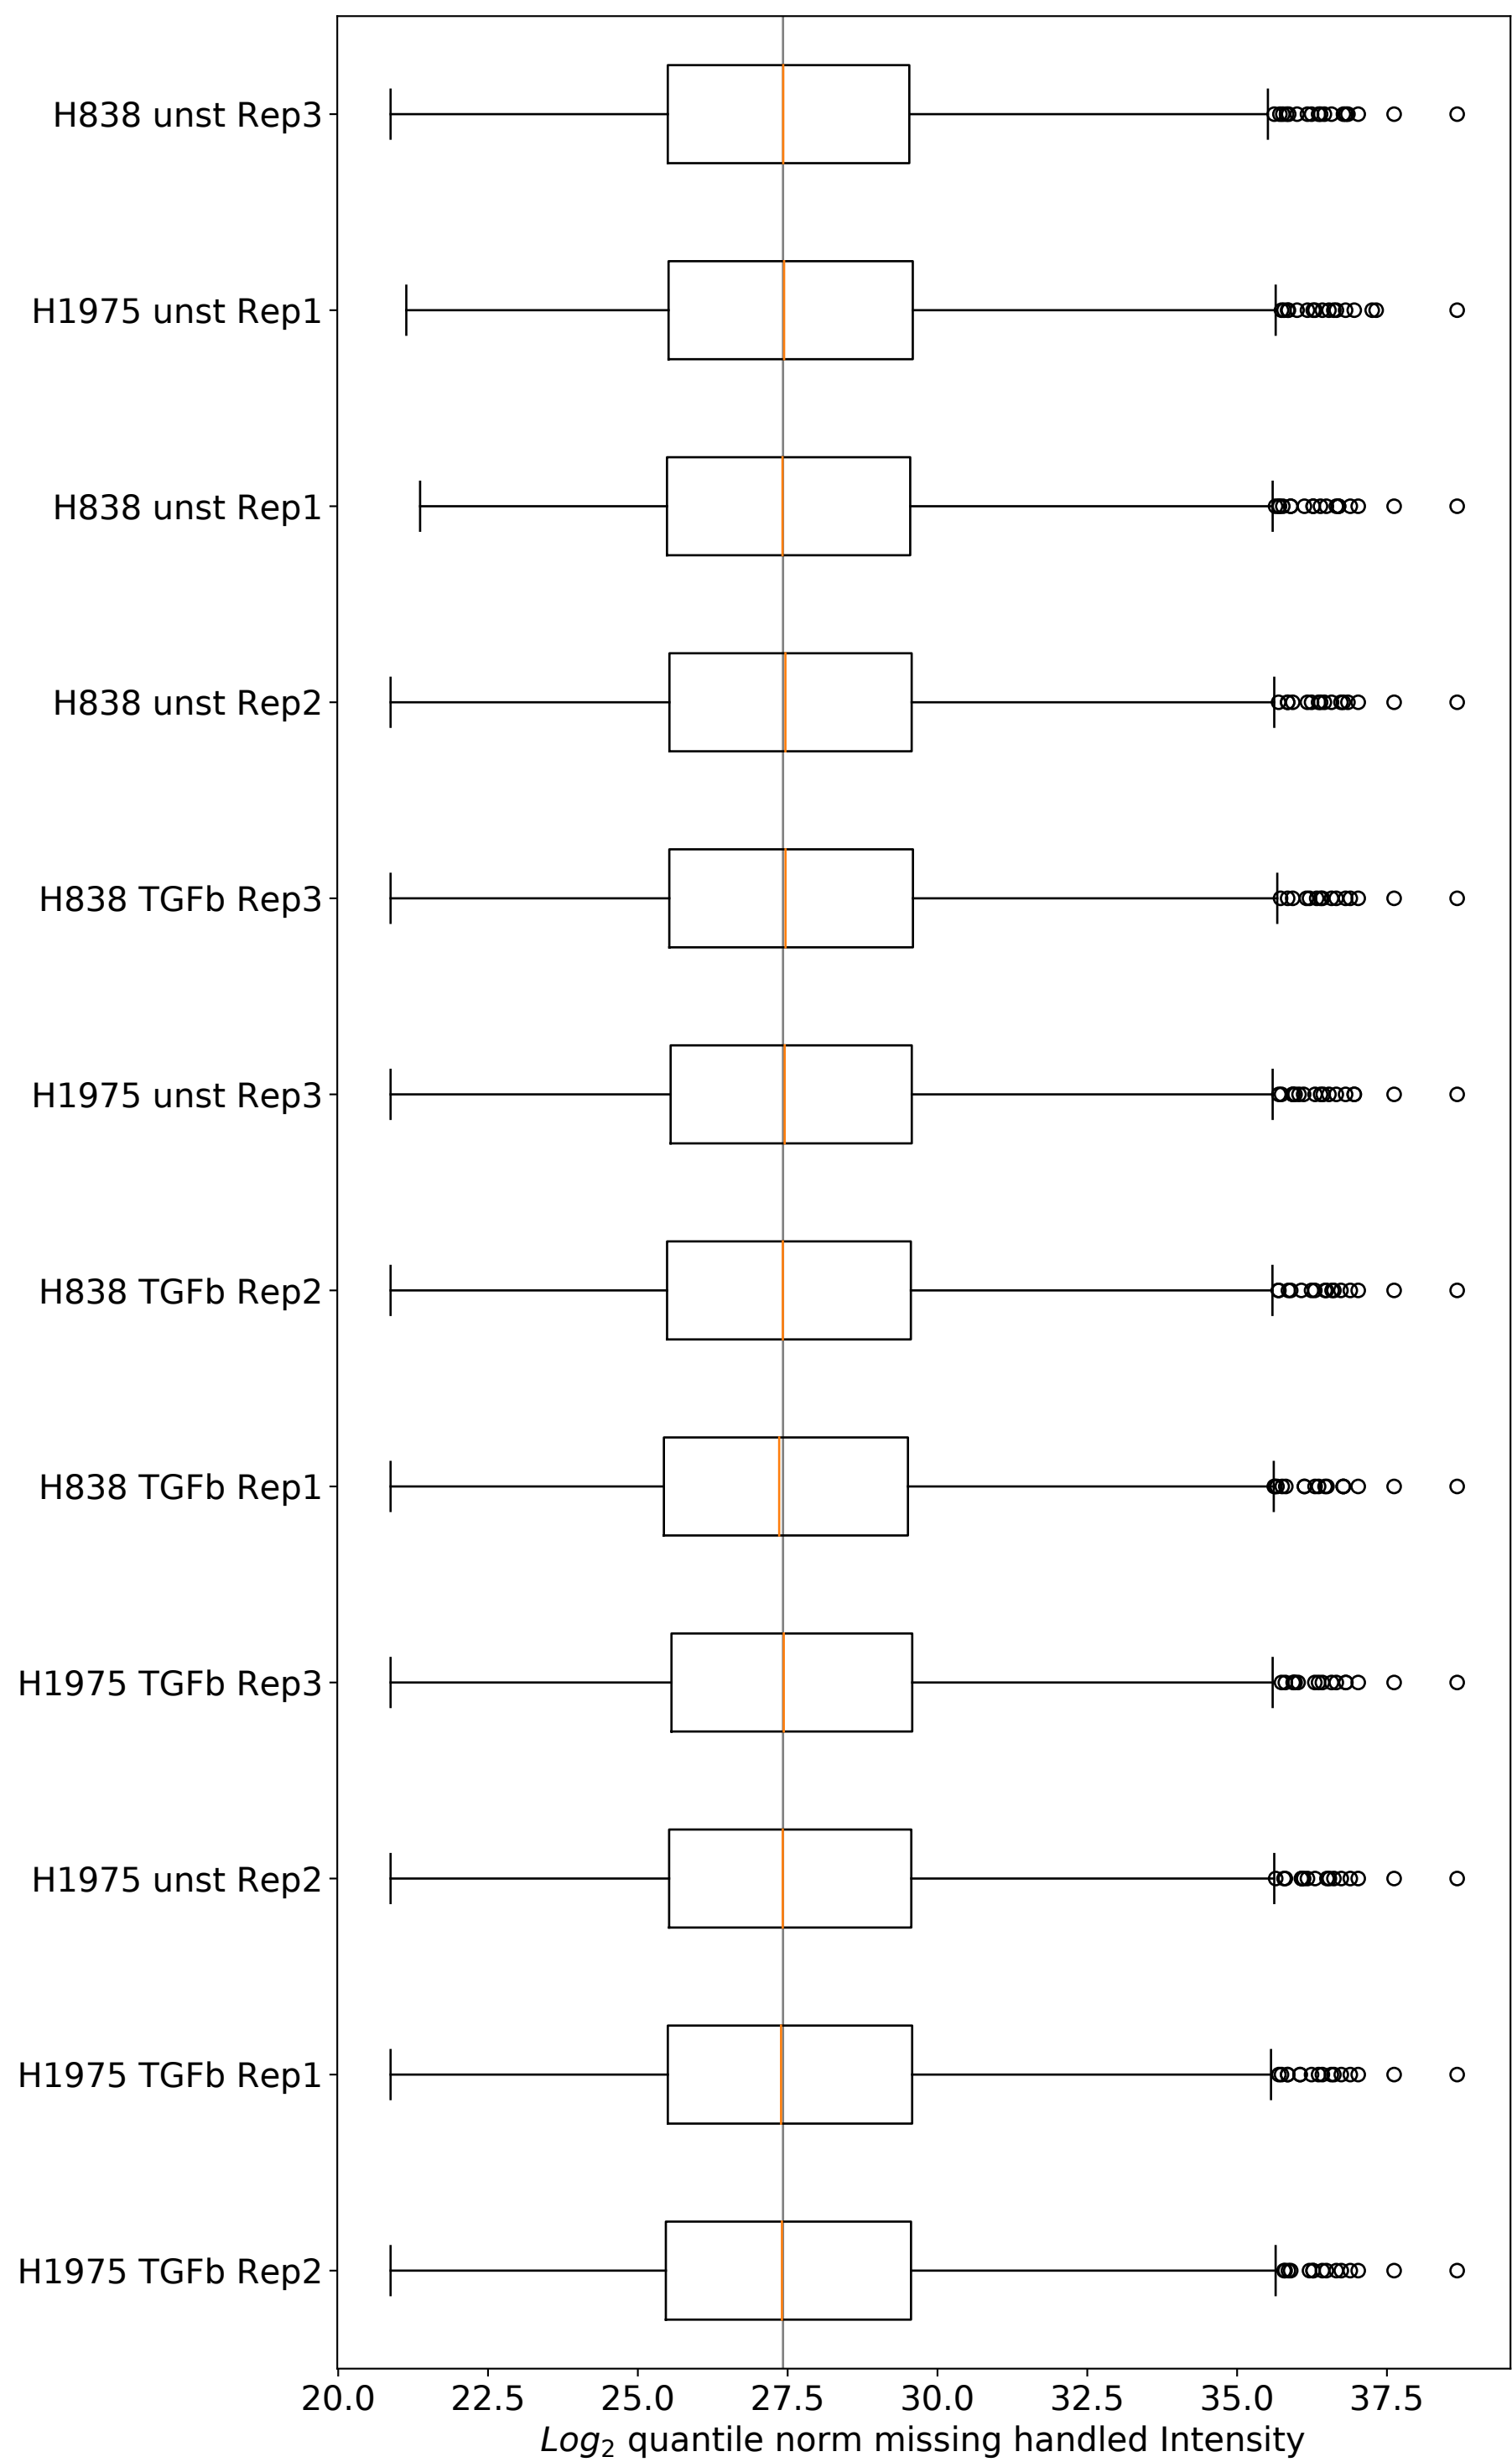 H838 unst Rep3
H1975 unst Rep1
H838 unst Rep1
H838 unst Rep2
H838 TGFb Rep3
H1975 unst Rep3
H838 TGFb Rep2
H838 TGFb Rep1
H1975 TGFb Rep3
H1975 unst Rep2
H1975 TGFb Rep1
H1975 TGFb Rep2
20.0 22.5 25.0 27.5 30.0 32.5 35.0 37.5
Log₂ quantile norm missing handled Intensity